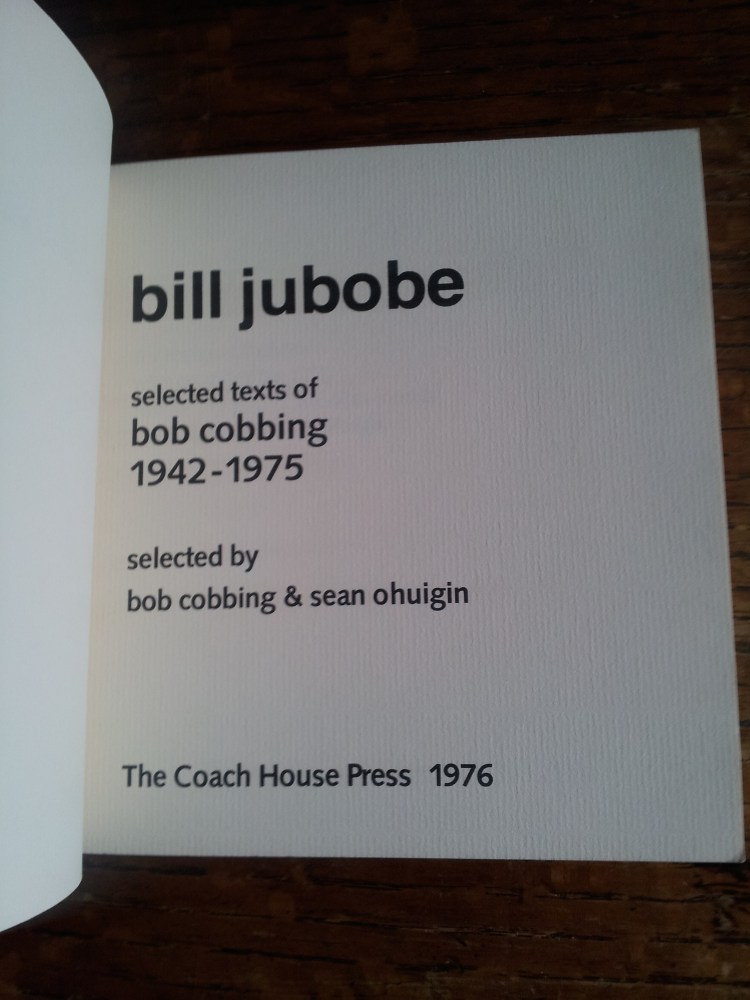 bill jubobe
selected texts of
bob cobbing
1942-1975
selected by
bob cobbing & sean ohuigin
The Coach House Press 1976